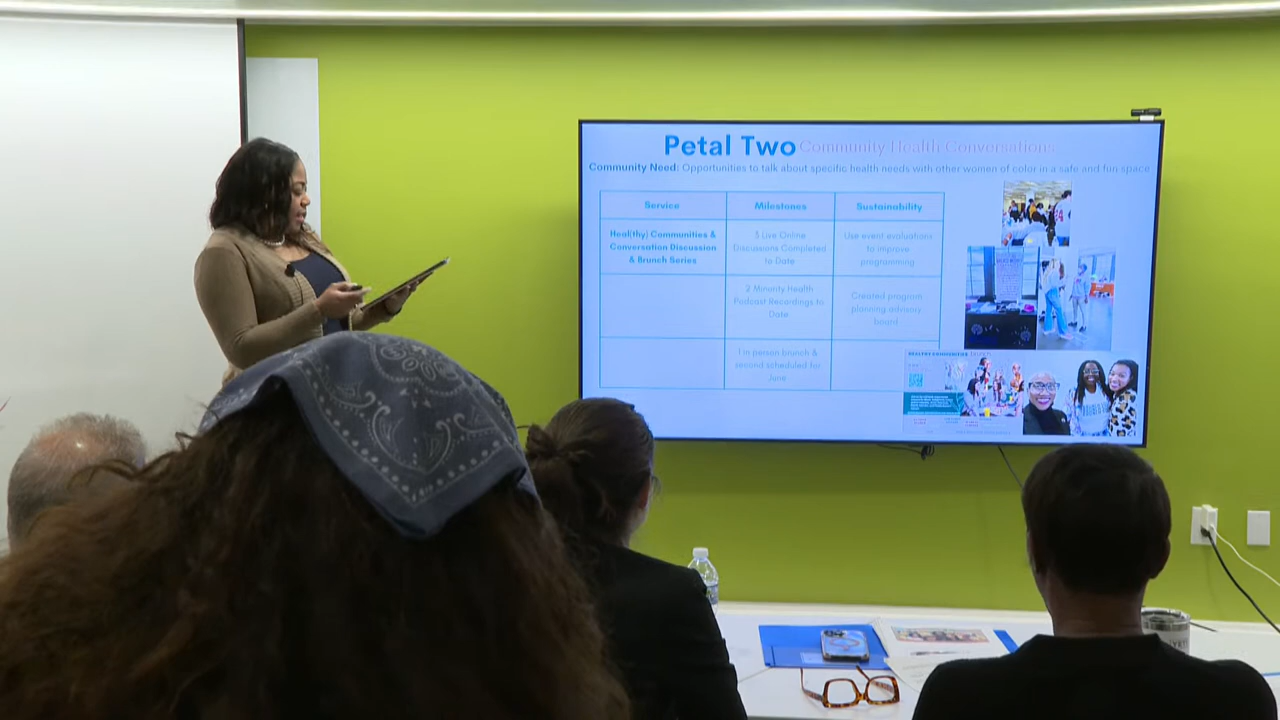 Petal Two Community Health Conversations
Community Need: Opportunities to talk about specific health needs with other women of color in a safe and fun space
Service
Milestones
Sustainability
Heal(thy) Communities &
Conversation Discussion
& Brunch Series
3 Live Online
Discussions Completed
to Date
Use event evaluations
to improve
programming
2 Minority Health
Podcast Recordings to
Date
Created program
planning advisory
board
1 in person brunch &
second scheduled for
June